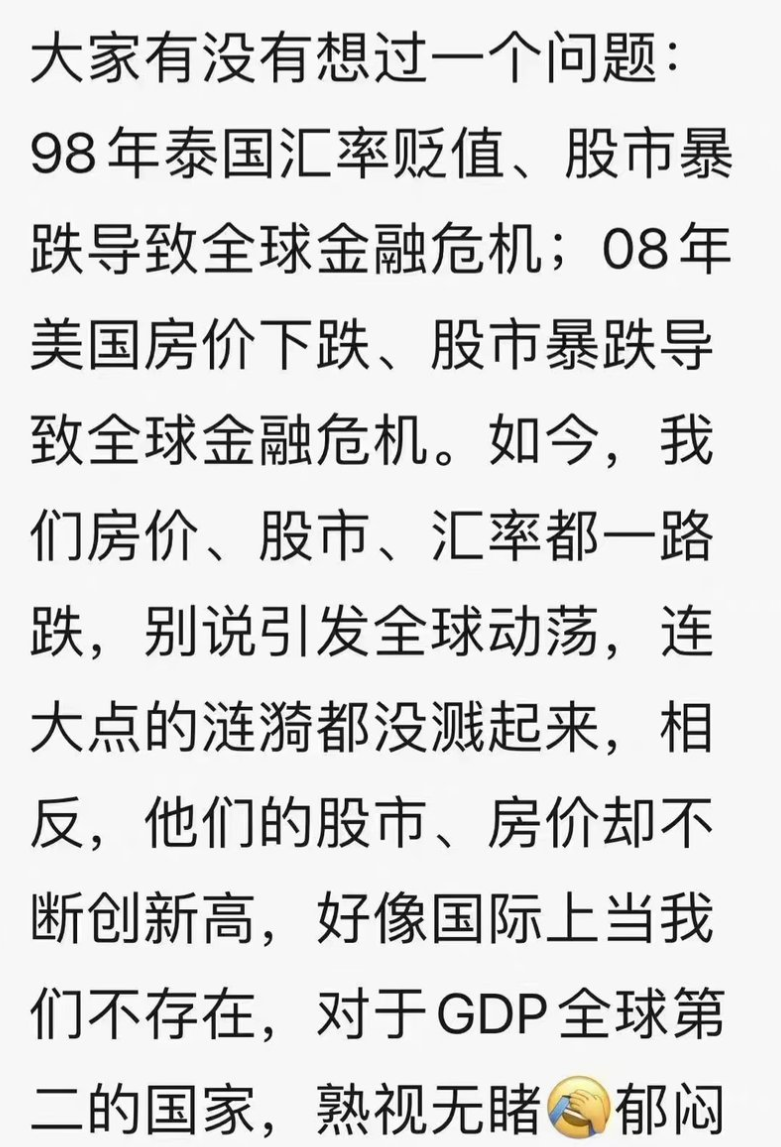 大家有没有想过一个问题：
98年泰国汇率贬值、股市暴
跌导致全球金融危机；08年
美国房价下跌、股市暴跌导
致全球金融危机。如今，我
们房价、股市、汇率都一路
跌，别说引发全球动荡，连
大点的涟漪都没溅起来，相
反，他们的股市、房价却不
断创新高，好像国际上当我
们不存在，对于GDP全球第
二的国家，熟视无睹🤦郁闷